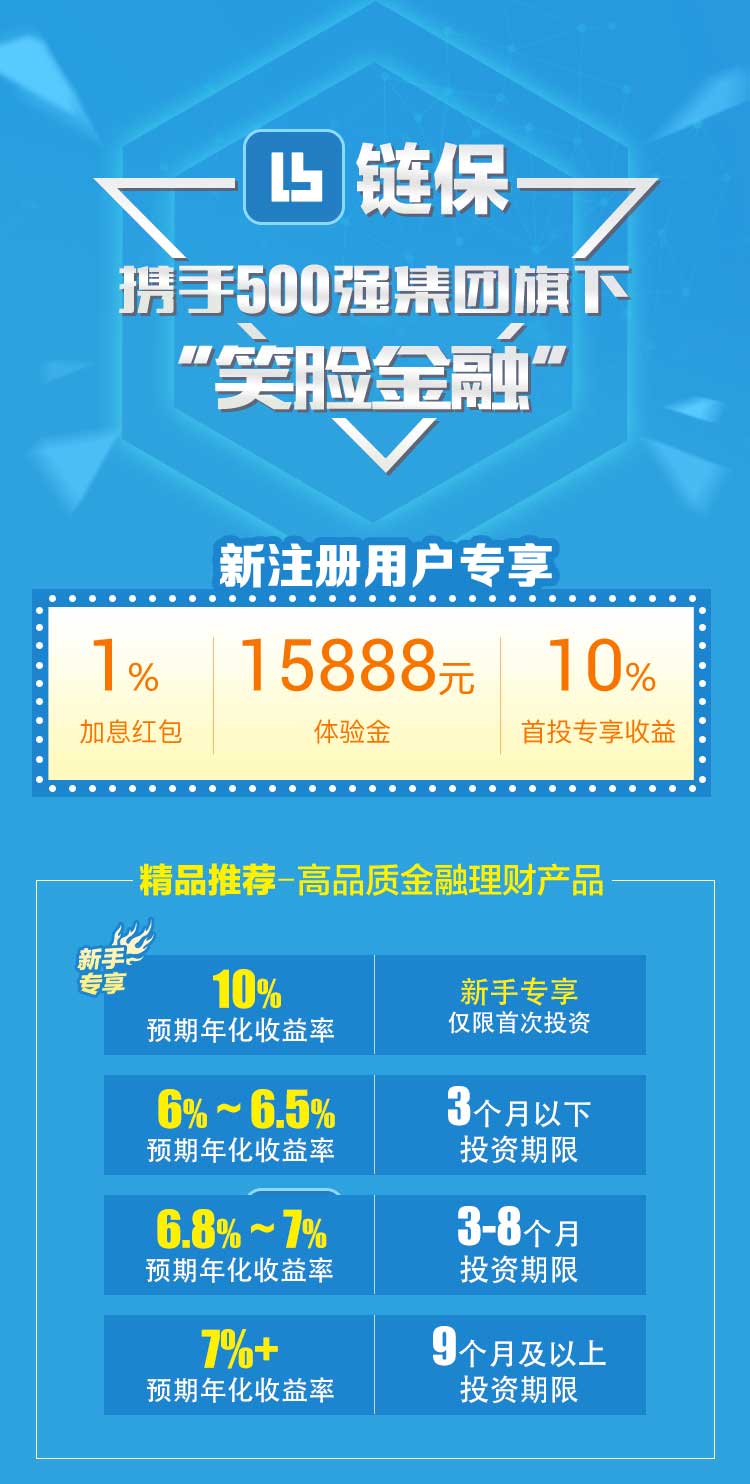 链保
携手500强集团旗下
“笑脸金融”
新注册用户专享
1% 15888元 10%
加息红包 体验金 首投专享收益
精品推荐-高品质金融理财产品
新手
专享
10% 新手专享
预期年化收益率 仅限首次投资
6%~6.5% 3个月以下
预期年化收益率 投资期限
6.8%~7% 3-8个月
预期年化收益率 投资期限
7%+ 9个月及以上
预期年化收益率 投资期限